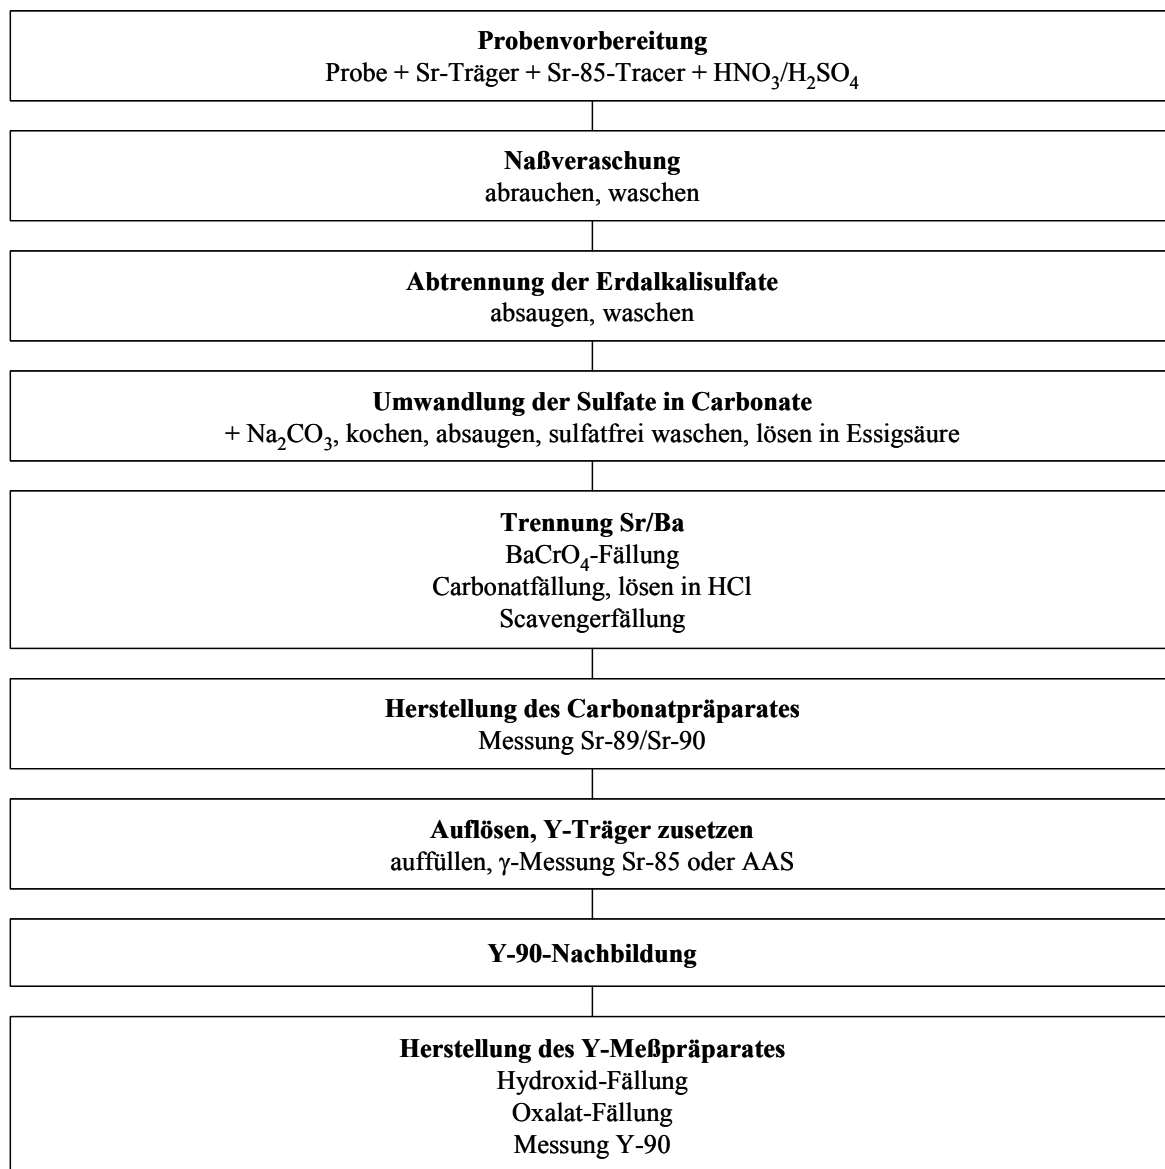 Probenvorbereitung
Probe + Sr-Träger + Sr-85-Tracer + HNO₃/H₂SO₄
Naßveraschung
abrauchen, waschen
Abtrennung der Erdalkalisulfate
absaugen, waschen
Umwandlung der Sulfate in Carbonate
+ Na₂CO₃, kochen, absaugen, sulfatfrei waschen, lösen in Essigsäure
Trennung Sr/Ba
BaCrO₄-Fällung
Carbonatfällung, lösen in HCl
Scavengerfällung
Herstellung des Carbonatpräparates
Messung Sr-89/Sr-90
Auflösen, Y-Träger zusetzen
auffüllen, γ-Messung Sr-85 oder AAS
Y-90-Nachbildung
Herstellung des Y-Meßpräparates
Hydroxid-Fällung
Oxalat-Fällung
Messung Y-90